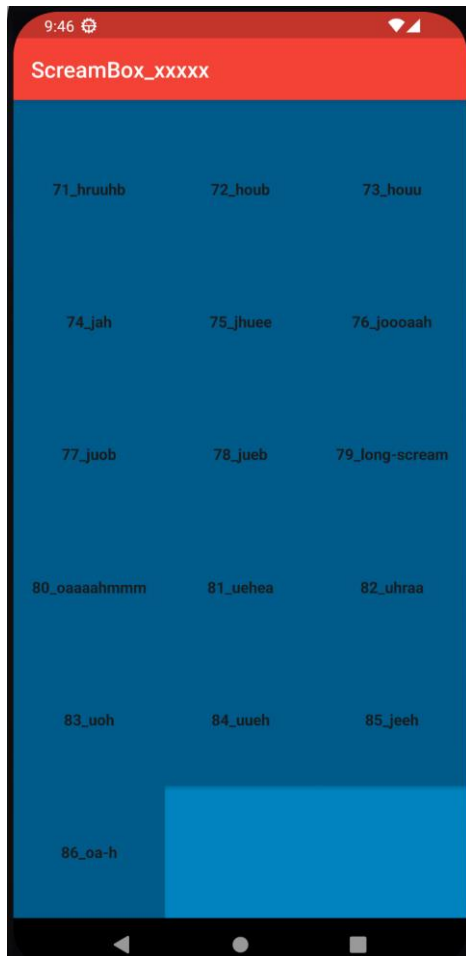 9:46
ScreamBox_xxxxx
71_hruuhb 72_houb 73_houu
74_jah 75_jhuee 76_joooaah
77_juob 78_jueb 79_long-scream
80_oaaaahmmm 81_uehea 82_uhraa
83_uoh 84_uueh 85_jeeh
86_oa-h